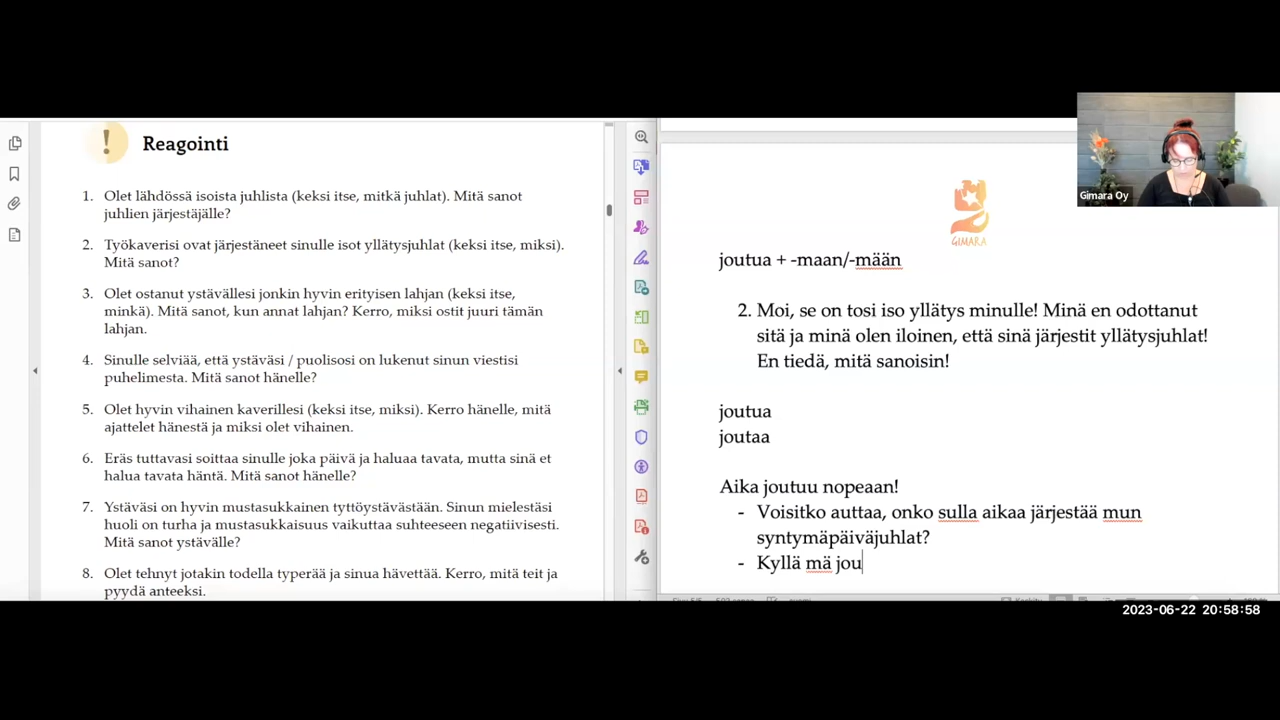 Reagointi
1. Olet lähdössä isoista juhlista (keksi itse, mitkä juhlat). Mitä sanot
juhlien järjestäjälle?
2. Työkaverisi ovat järjestäneet sinulle isot yllätysjuhlat (keksi itse, miksi).
Mitä sanot?
3. Olet ostanut ystävällesi jonkin hyvin erityisen lahjan (keksi itse,
minkä). Mitä sanot, kun annat lahjan? Kerro, miksi ostit juuri tämän
lahjan.
4. Sinulle selviää, että ystäväsi / puolisosi on lukenut sinun viestisi
puhelimesta. Mitä sanot hänelle?
5. Olet hyvin vihainen kaverillesi (keksi itse, miksi). Kerro hänelle, mitä
ajattelet hänestä ja miksi olet vihainen.
6. Eräs tuttavasi soittaa sinulle joka päivä ja haluaa tavata, mutta sinä et
halua tavata häntä. Mitä sanot hänelle?
7. Ystäväsi on hyvin mustasukkainen tyttöystävästään. Sinun mielestäsi
huoli on turha ja mustasukkaisuus vaikuttaa suhteeseen negatiivisesti.
Mitä sanot ystävälle?
8. Olet tehnyt jotakin todella typerää ja sinua hävettää. Kerro, mitä teit ja
pyydä anteeksi.
GIMARA
joutua + -maan/-mään
2. Moi, se on tosi iso yllätys minulle! Minä en odottanut
sitä ja minä olen iloinen, että sinä järjestit yllätysjuhlat!
En tiedä, mitä sanoisin!
joutua
joutaa
Aika joutuu nopeaan!
- Voisitko auttaa, onko sulla aikaa järjestää mun
syntymäpäiväjuhlat?
- Kyllä mä jou
Gimara Oy
2023-06-22 20:58:58